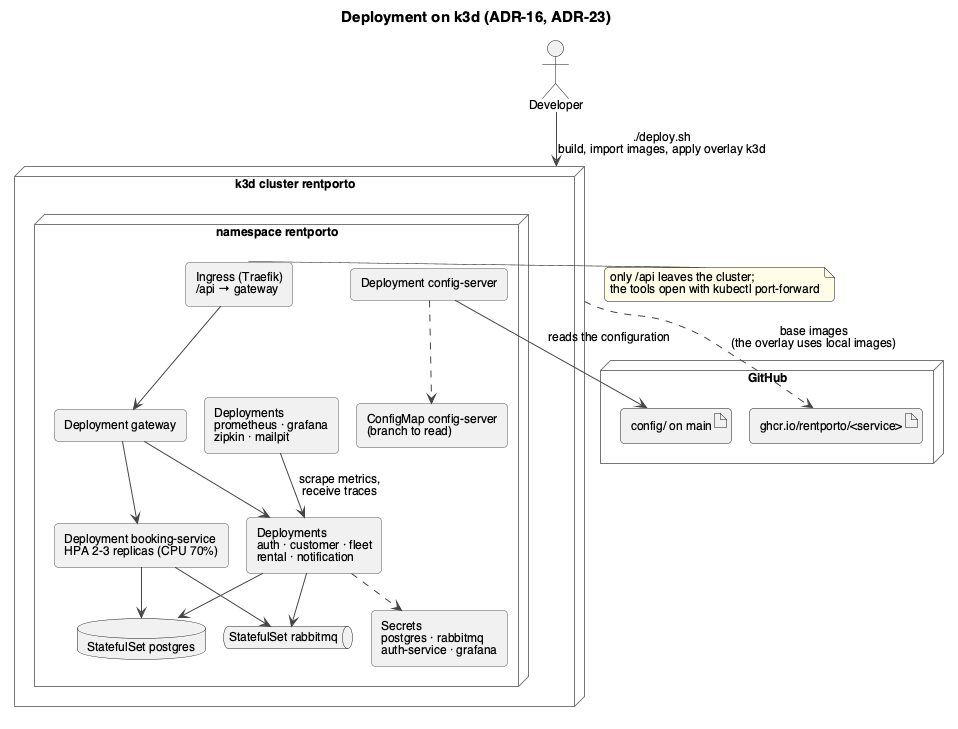 Deployment on k3d (ADR-16, ADR-23)
Developer
./deploy.sh
build, import images, apply overlay k3d
k3d cluster rentporto
namespace rentporto
Ingress (Traefik)
/api → gateway
Deployment config-server
only /api leaves the cluster;
the tools open with kubectl port-forward
reads the configuration
base images
(the overlay uses local images)
GitHub
config/ on main
ghcr.io/rentporto/<service>
Deployment gateway
Deployments
prometheus · grafana
zipkin · mailpit
ConfigMap config-server
(branch to read)
scrape metrics,
receive traces
Deployment booking-service
HPA 2-3 replicas (CPU 70%)
Deployments
auth · customer · fleet
rental · notification
StatefulSet postgres
StatefulSet rabbitmq
Secrets
postgres · rabbitmq
auth-service · grafana